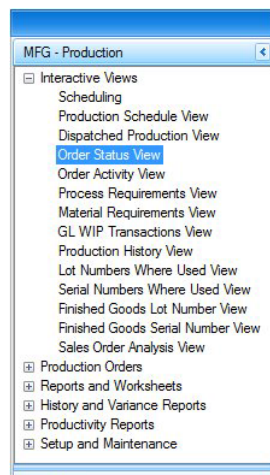 MFG - Production
Interactive Views
Scheduling
Production Schedule View
Dispatched Production View
Order Status View
Order Activity View
Process Requirements View
Material Requirements View
GL WIP Transactions View
Production History View
Lot Numbers Where Used View
Serial Numbers Where Used View
Finished Goods Lot Number View
Finished Goods Serial Number View
Sales Order Analysis View
Production Orders
Reports and Worksheets
History and Variance Reports
Productivity Reports
Setup and Maintenance